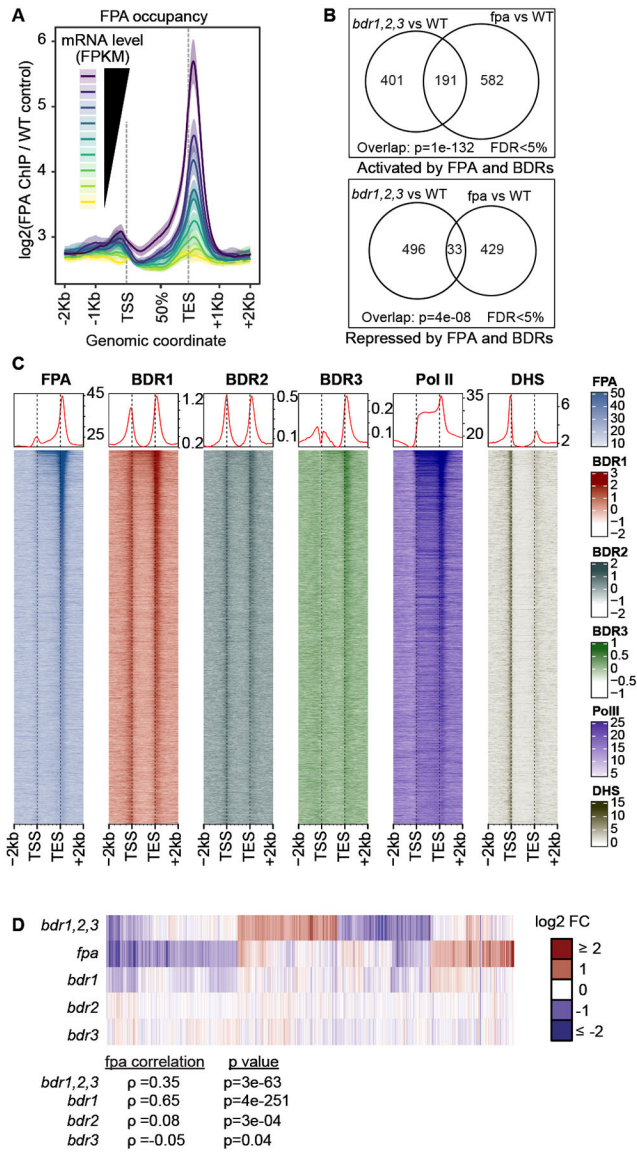 A
FPA occupancy
mRNA level
(FPKM)
log2(FPA ChIP / WT control)
6
5
4
3
-2Kb
-1Kb
TSS
50%
TES
+1Kb
+2Kb
Genomic coordinate
B
bdr1,2,3 vs WT
fpa vs WT
401
191
582
Overlap: p=1e-132
FDR<5%
Activated by FPA and BDRs
bdr1,2,3 vs WT
fpa vs WT
496
33
429
Overlap: p=4e-08
FDR<5%
Repressed by FPA and BDRs
C
FPA
BDR1
BDR2
BDR3
Pol II
DHS
45
25
1.2
0.2
0.5
0.1
0.2
0.1
35
20
6
2
−2kb
TSS
TES
+2kb
−2kb
TSS
TES
+2kb
−2kb
TSS
TES
+2kb
−2kb
TSS
TES
+2kb
−2kb
TSS
TES
+2kb
−2kb
TSS
TES
+2kb
FPA
50
40
30
20
10
BDR1
3
2
1
0
−1
−2
BDR2
2
1
0
−1
−2
BDR3
1
0.5
0
−0.5
−1
PolII
25
20
15
10
5
DHS
15
10
5
0
D
bdr1,2,3
fpa
bdr1
bdr2
bdr3
log2 FC
≥ 2
1
0
-1
≤ -2
fpa correlation p value
bdr1,2,3 ρ =0.35 p=3e-63
bdr1 ρ =0.65 p=4e-251
bdr2 ρ =0.08 p=3e-04
bdr3 ρ =-0.05 p=0.04